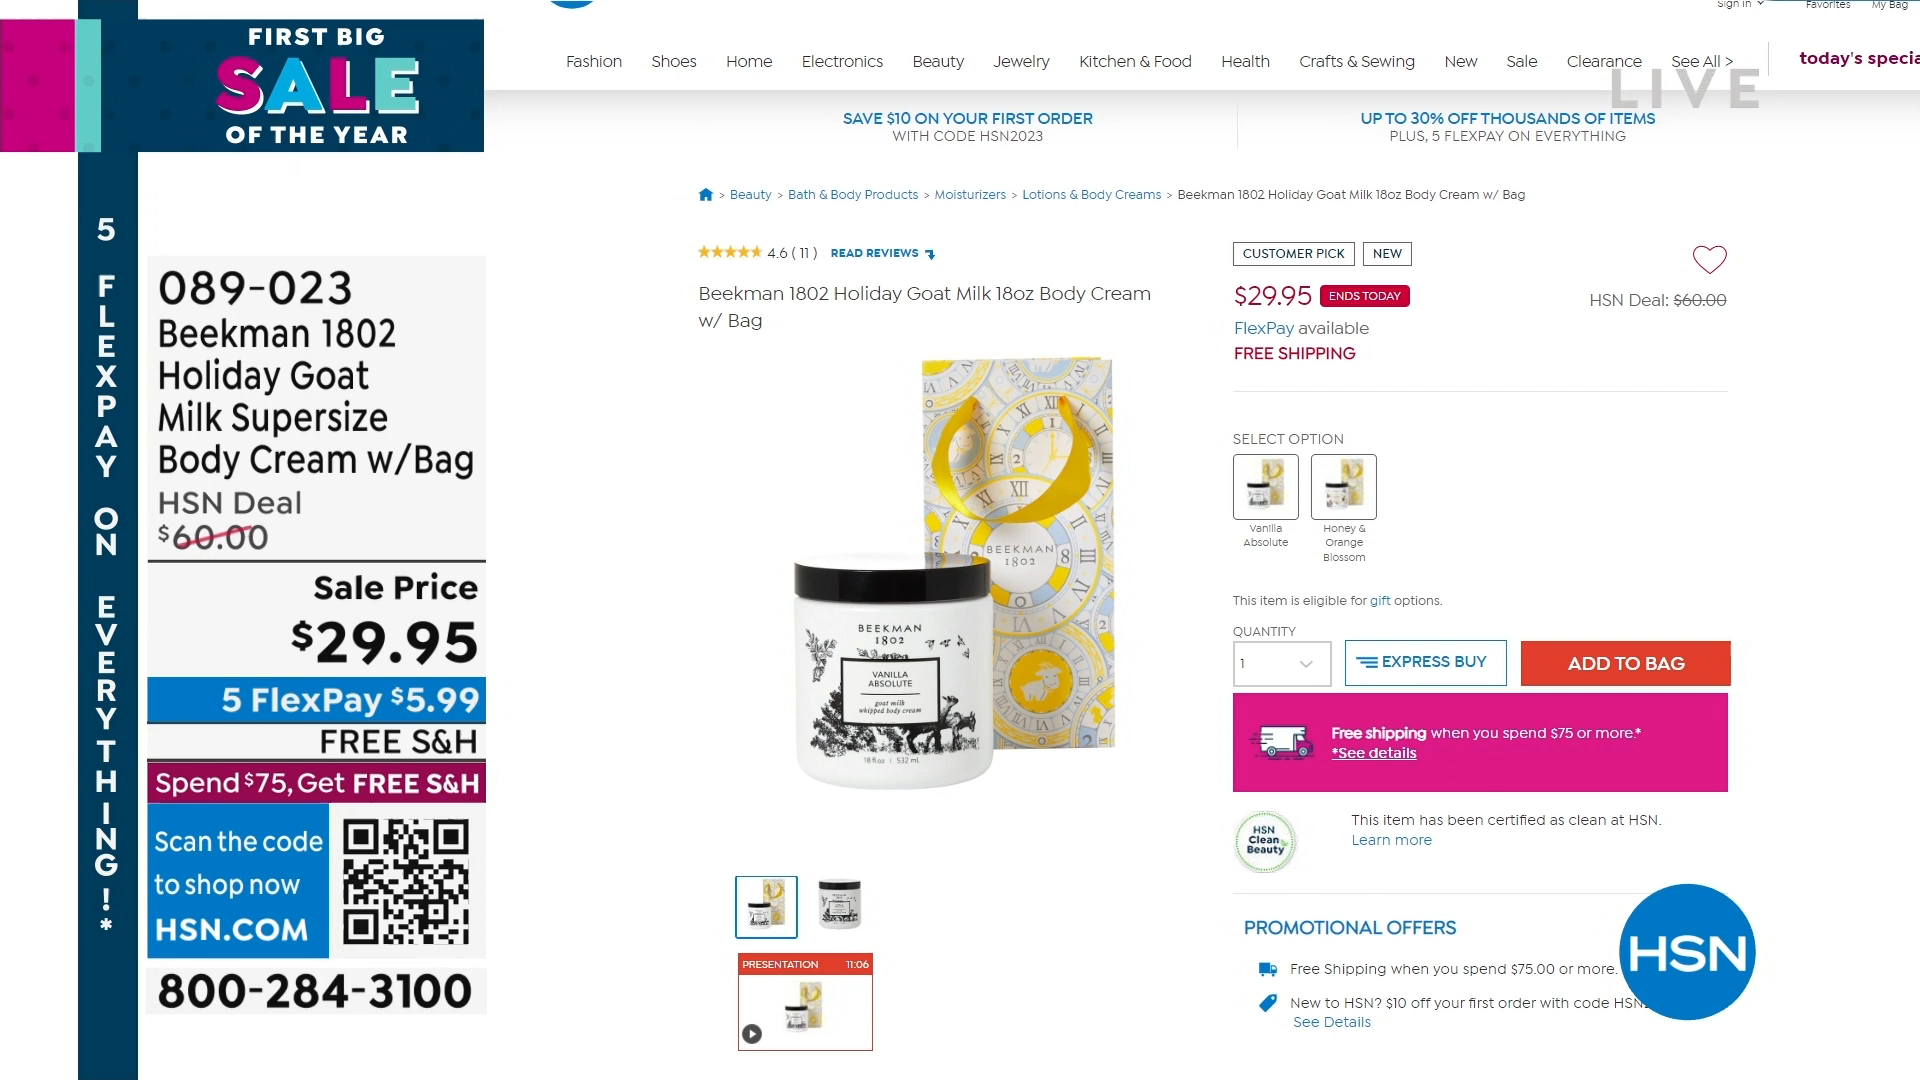 FIRST BIG
SALE
OF THE YEAR
5 FLEXPAY ON EVERYTHING!*
089-023
Beekman 1802
Holiday Goat
Milk Supersize
Body Cream w/Bag
HSN Deal
$60.00
Sale Price
$29.95
5 FlexPay $5.99
FREE S&H
Spend $75, Get FREE S&H
Scan the code
to shop now
HSN.COM
800-284-3100
Sign In
Favorites
My Bag
Fashion Shoes Home Electronics Beauty Jewelry Kitchen & Food Health Crafts & Sewing New Sale Clearance See All >
today's specia
LIVE
SAVE $10 ON YOUR FIRST ORDER
WITH CODE HSN2023
UP TO 30% OFF THOUSANDS OF ITEMS
PLUS, 5 FLEXPAY ON EVERYTHING
> Beauty > Bath & Body Products > Moisturizers > Lotions & Body Creams > Beekman 1802 Holiday Goat Milk 18oz Body Cream w/ Bag
4.6 ( 11 ) READ REVIEWS
Beekman 1802 Holiday Goat Milk 18oz Body Cream
w/ Bag
BEEKMAN
1802
BEEKMAN
1802
VANILLA
ABSOLUTE
goat milk
whipped body cream
18 fl oz | 532 mL
PRESENTATION 11:06
CUSTOMER PICK NEW
$29.95 ENDS TODAY
HSN Deal: $60.00
FlexPay available
FREE SHIPPING
SELECT OPTION
Vanilla
Absolute
Honey &
Orange
Blossom
This item is eligible for gift options.
QUANTITY
1
EXPRESS BUY
ADD TO BAG
Free shipping when you spend $75 or more.*
*See details
HSN
Clean
Beauty
This item has been certified as clean at HSN.
Learn more
PROMOTIONAL OFFERS
Free Shipping when you spend $75.00 or more.
New to HSN? $10 off your first order with code HSN
See Details
HSN